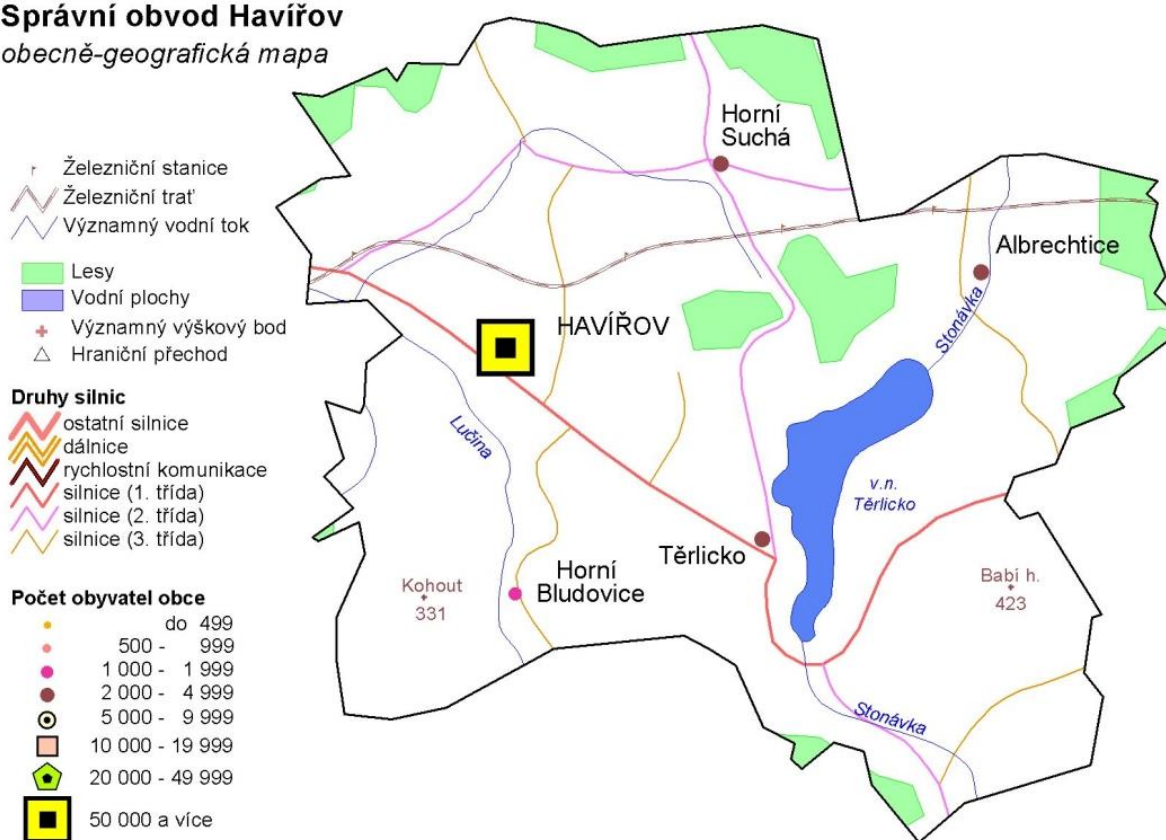 Správní obvod Havířov
obecně-geografická mapa
Železniční stanice
Železniční trať
Významný vodní tok
Lesy
Vodní plochy
Významný výškový bod
Hraniční přechod
Druhy silnic
ostatní silnice
dálnice
rychlostní komunikace
silnice (1. třída)
silnice (2. třída)
silnice (3. třída)
Počet obyvatel obce
do 499
500 - 999
1 000 - 1 999
2 000 - 4 999
5 000 - 9 999
10 000 - 19 999
20 000 - 49 999
50 000 a více
Horní
Suchá
Albrechtice
HAVÍŘOV
Stonávka
Lučina
v.n.
Těrlicko
Těrlicko
Horní
Bludovice
Kohout
331
Babí h.
423
Stonávka